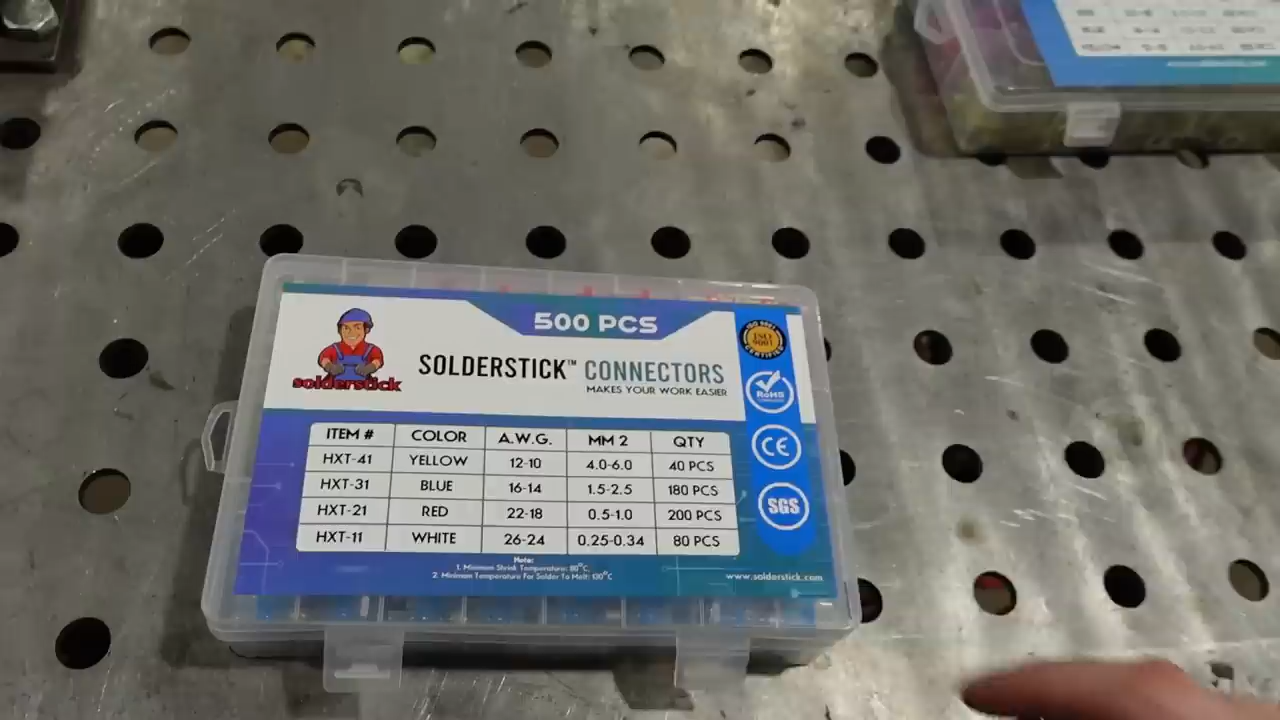 500 PCS
solderstick
SOLDERSTICK™ CONNECTORS
MAKES YOUR WORK EASIER
ISO 9001
CERTIFIED
RoHS
CE
SGS
ITEM # COLOR A.W.G. MM 2 QTY
HXT-41 YELLOW 12-10 4.0-6.0 40 PCS
HXT-31 BLUE 16-14 1.5-2.5 180 PCS
HXT-21 RED 22-18 0.5-1.0 200 PCS
HXT-11 WHITE 26-24 0.25-0.34 80 PCS
Note:
1. Minimum Shrink Temperature: 80°C.
2. Minimum Temperature For Solder To Melt: 130°C
www.solderstick.com